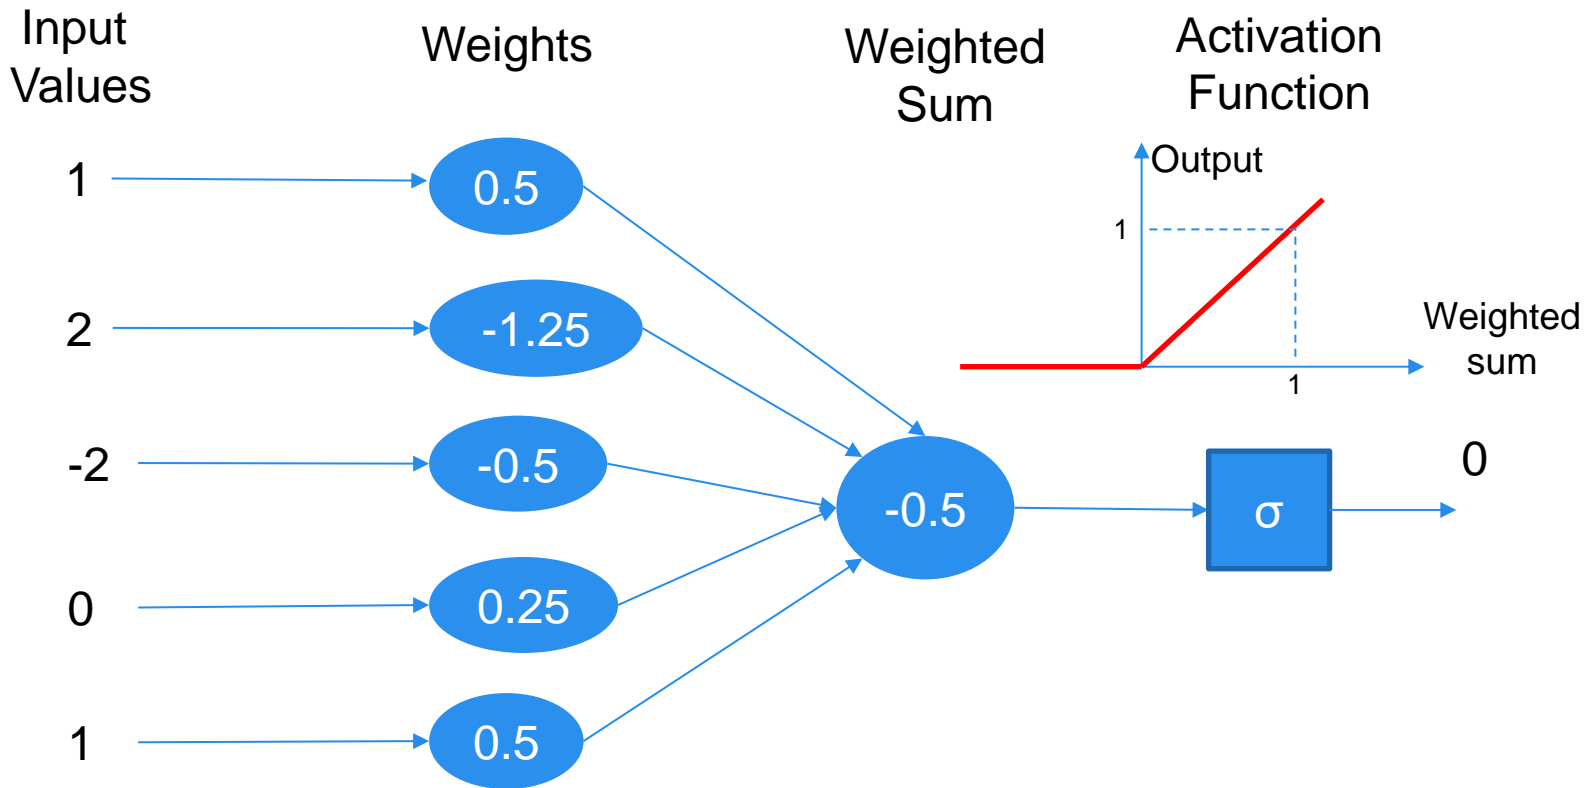 Input
Values
Weights
Weighted
Sum
Activation
Function
1
0.5
2
-1.25
-2
-0.5
0
0.25
1
0.5
-0.5
Output
1
1
Weighted
sum
σ
0